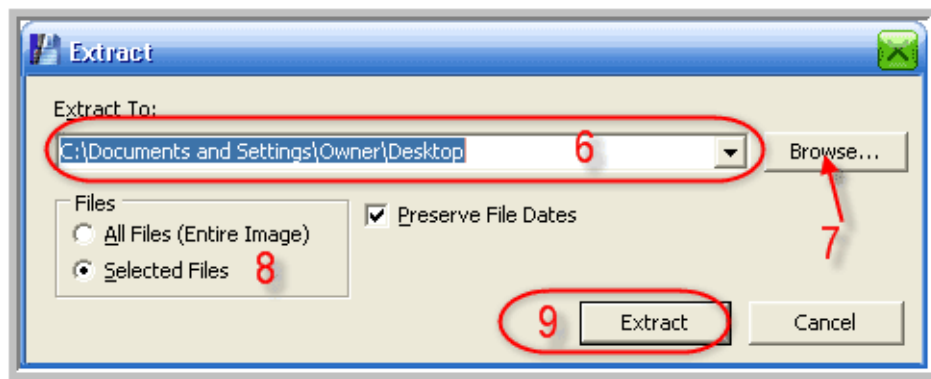 Extract
Extract To:
C:\Documents and Settings\Owner\Desktop 6
Browse...
Files
All Files (Entire Image)
Preserve File Dates
7
Selected Files 8
9 Extract
Cancel